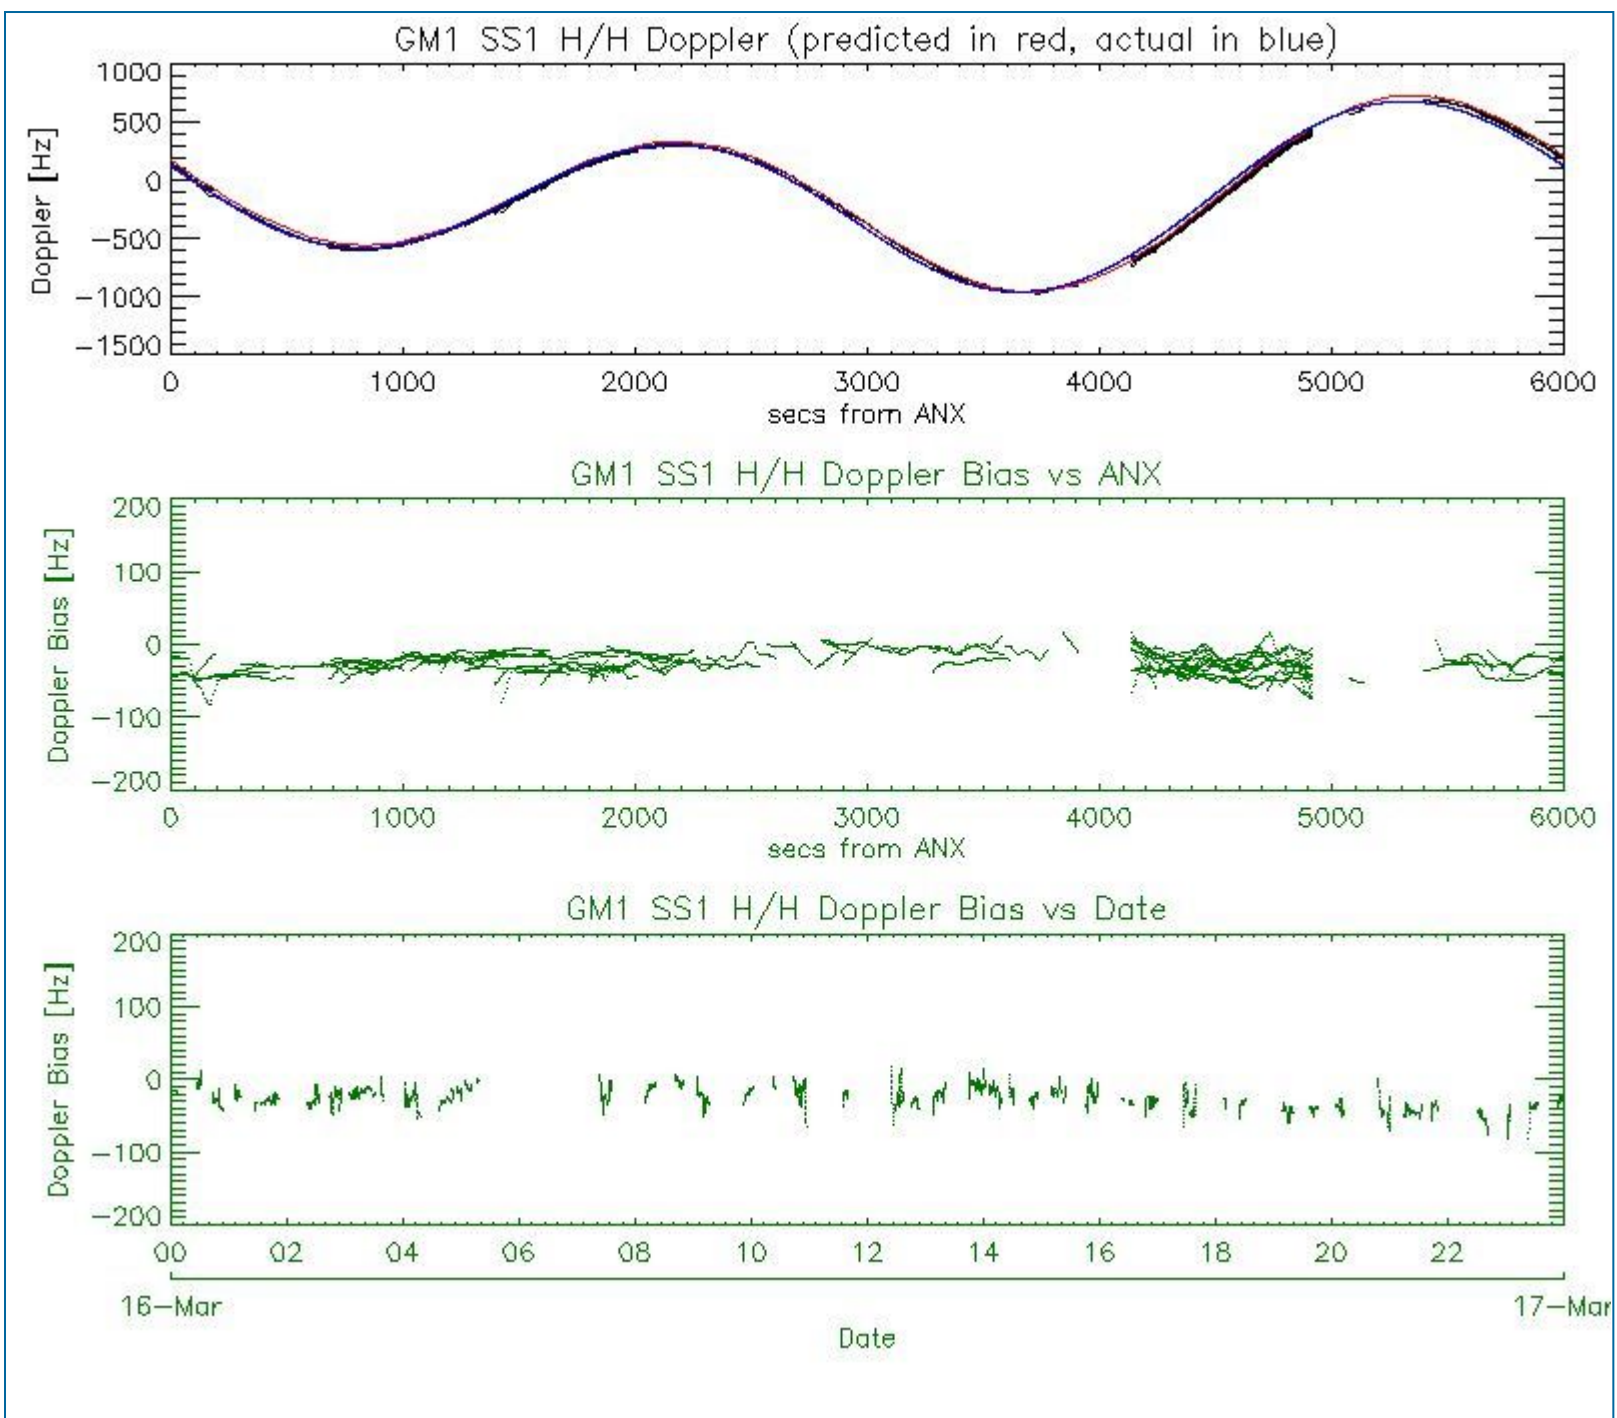 GM1 SS1 H/H Doppler (predicted in red, actual in blue)
Doppler [Hz]
1000
500
0
−500
−1000
−1500
0 1000 2000 3000 4000 5000 6000
secs from ANX
GM1 SS1 H/H Doppler Bias vs ANX
Doppler Bias [Hz]
200
100
0
−100
−200
0 1000 2000 3000 4000 5000 6000
secs from ANX
GM1 SS1 H/H Doppler Bias vs Date
Doppler Bias [Hz]
200
100
0
−100
−200
00 02 04 06 08 10 12 14 16 18 20 22
16−Mar 17−Mar
Date